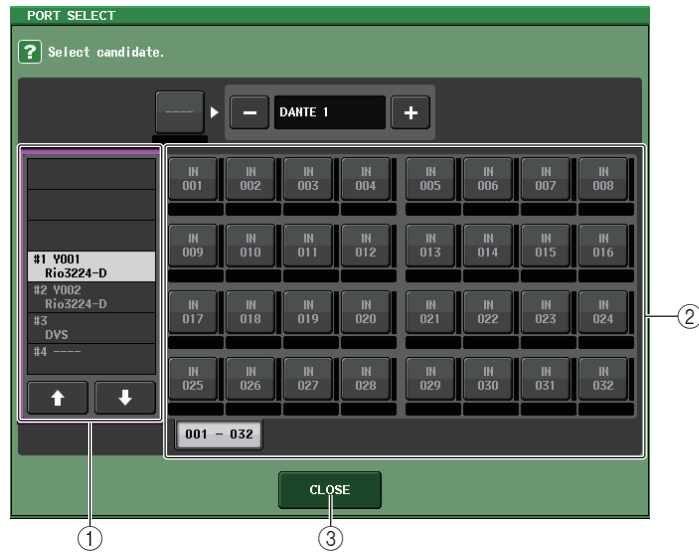 PORT SELECT
? Select candidate.
---- DANTE 1 +
#1 Y001
Rio3224-D
#2 Y002
Rio3224-D
#3
DVS
#4 ----
IN 001 IN 002 IN 003 IN 004 IN 005 IN 006 IN 007 IN 008
IN 009 IN 010 IN 011 IN 012 IN 013 IN 014 IN 015 IN 016
IN 017 IN 018 IN 019 IN 020 IN 021 IN 022 IN 023 IN 024
IN 025 IN 026 IN 027 IN 028 IN 029 IN 030 IN 031 IN 032
001 - 032
CLOSE
①
②
③